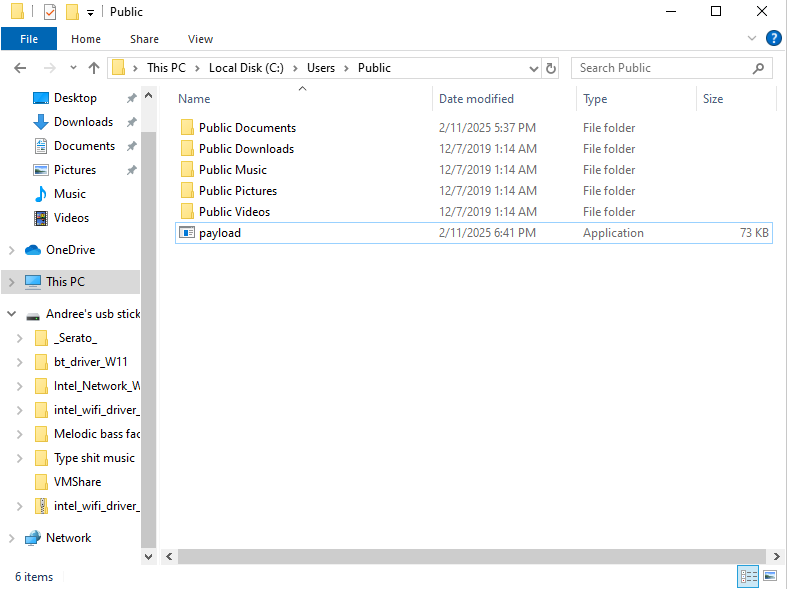 Public
File Home Share View
This PC Local Disk (C:) Users Public Search Public
Name Date modified Type Size
Desktop
Downloads
Documents
Pictures
Music
Videos
OneDrive
This PC
Andree's usb stick
_Serato_
bt_driver_W11
Intel_Network_W
intel_wifi_driver_
Melodic bass fac
Type shit music
VMShare
intel_wifi_driver_
Network
Public Documents 2/11/2025 5:37 PM File folder
Public Downloads 12/7/2019 1:14 AM File folder
Public Music 12/7/2019 1:14 AM File folder
Public Pictures 12/7/2019 1:14 AM File folder
Public Videos 12/7/2019 1:14 AM File folder
payload 2/11/2025 6:41 PM Application 73 KB
6 items